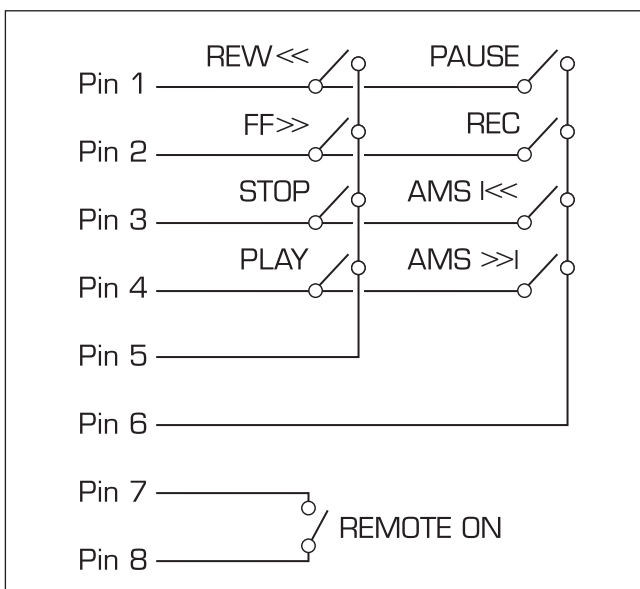 REW << PAUSE
Pin 1
FF >> REC
Pin 2
STOP AMS I<<
Pin 3
PLAY AMS >>I
Pin 4
Pin 5
Pin 6
Pin 7
REMOTE ON
Pin 8